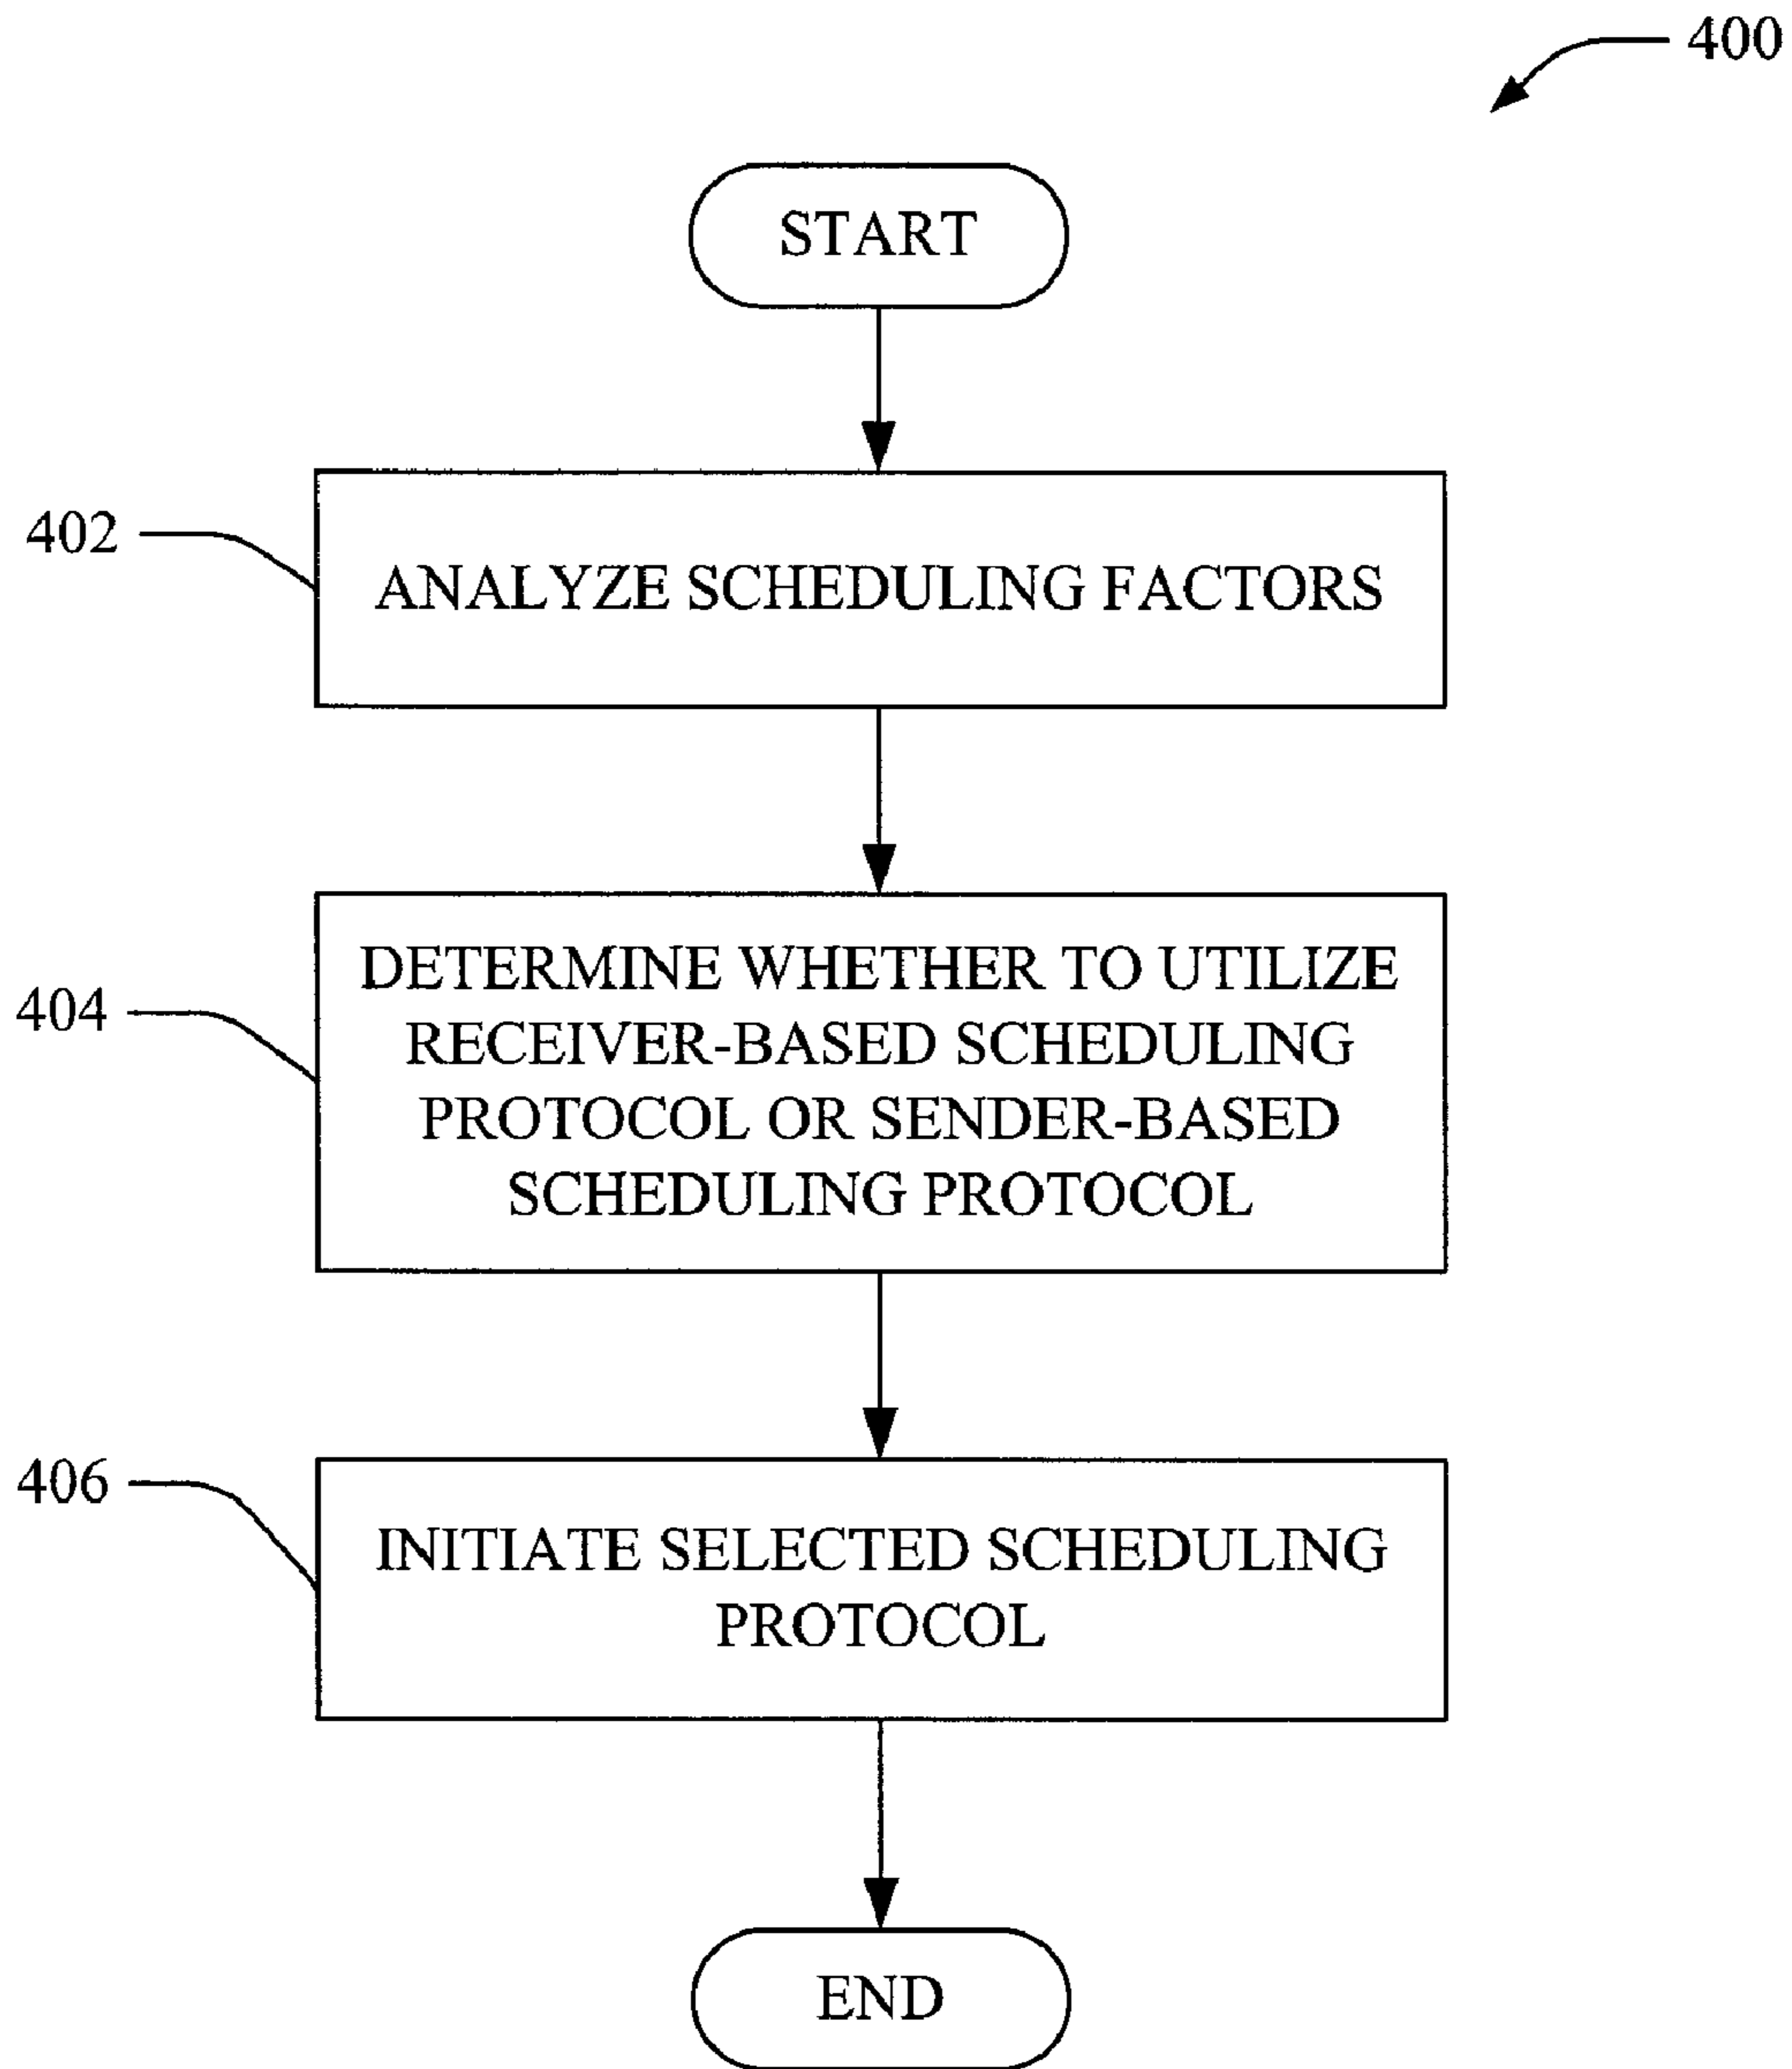 400
START
402
ANALYZE SCHEDULING FACTORS
404
DETERMINE WHETHER TO UTILIZE
RECEIVER-BASED SCHEDULING
PROTOCOL OR SENDER-BASED
SCHEDULING PROTOCOL
406
INITIATE SELECTED SCHEDULING
PROTOCOL
END